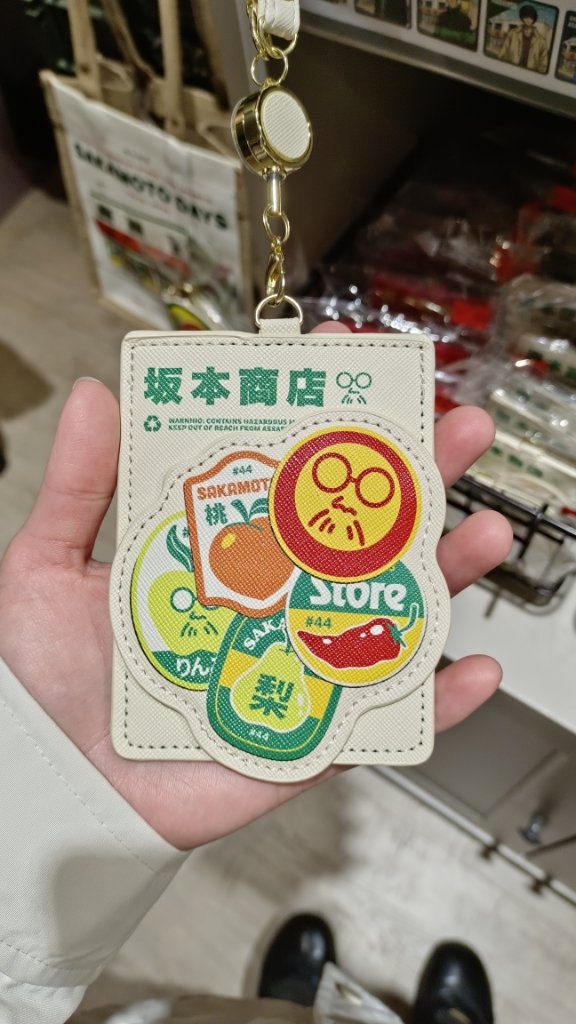 SAKAMOTO DAYS
坂本商店
WARNING: CONTAINS HAZARDOUS
KEEP OUT OF REACH FROM
#44
SAKAMOTO
桃
Store
#44
りん
SAKA
梨
#44